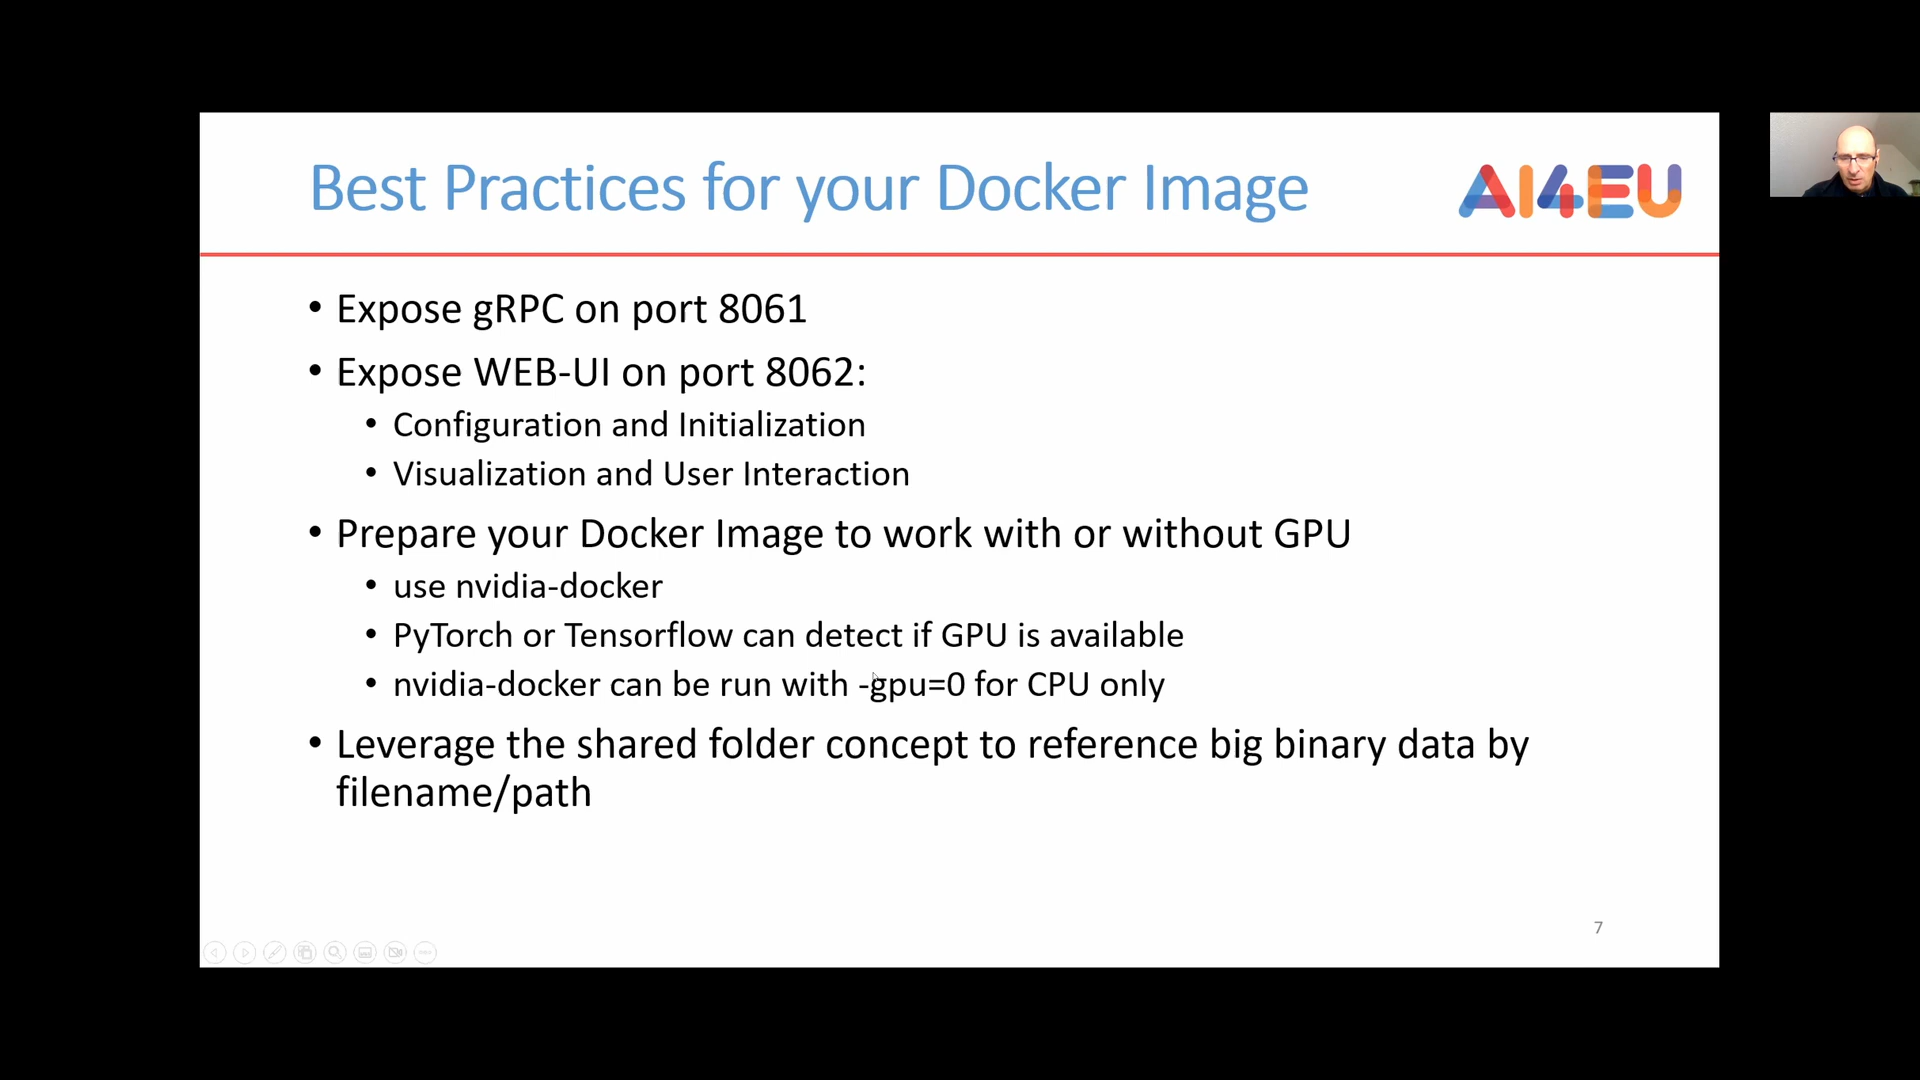 Best Practices for your Docker Image
AI4EU
• Expose gRPC on port 8061
• Expose WEB-UI on port 8062:
• Configuration and Initialization
• Visualization and User Interaction
• Prepare your Docker Image to work with or without GPU
• use nvidia-docker
• PyTorch or Tensorflow can detect if GPU is available
• nvidia-docker can be run with -gpu=0 for CPU only
• Leverage the shared folder concept to reference big binary data by
filename/path
7